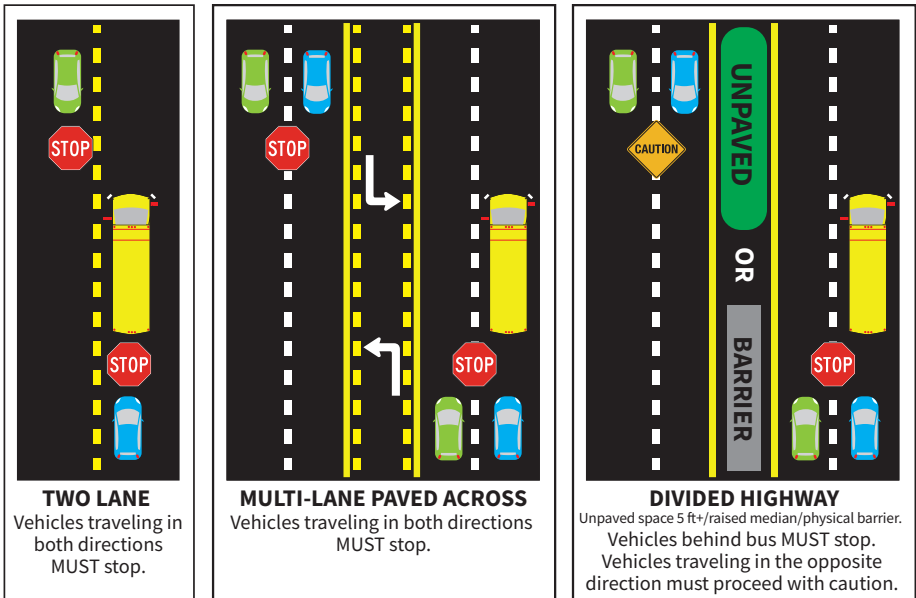 STOP
STOP
TWO LANE
Vehicles traveling in
both directions
MUST stop.
STOP
STOP
MULTI-LANE PAVED ACROSS
Vehicles traveling in both directions
MUST stop.
CAUTION
UNPAVED
OR
BARRIER
STOP
DIVIDED HIGHWAY
Unpaved space 5 ft+/raised median/physical barrier.
Vehicles behind bus MUST stop.
Vehicles traveling in the opposite
direction must proceed with caution.